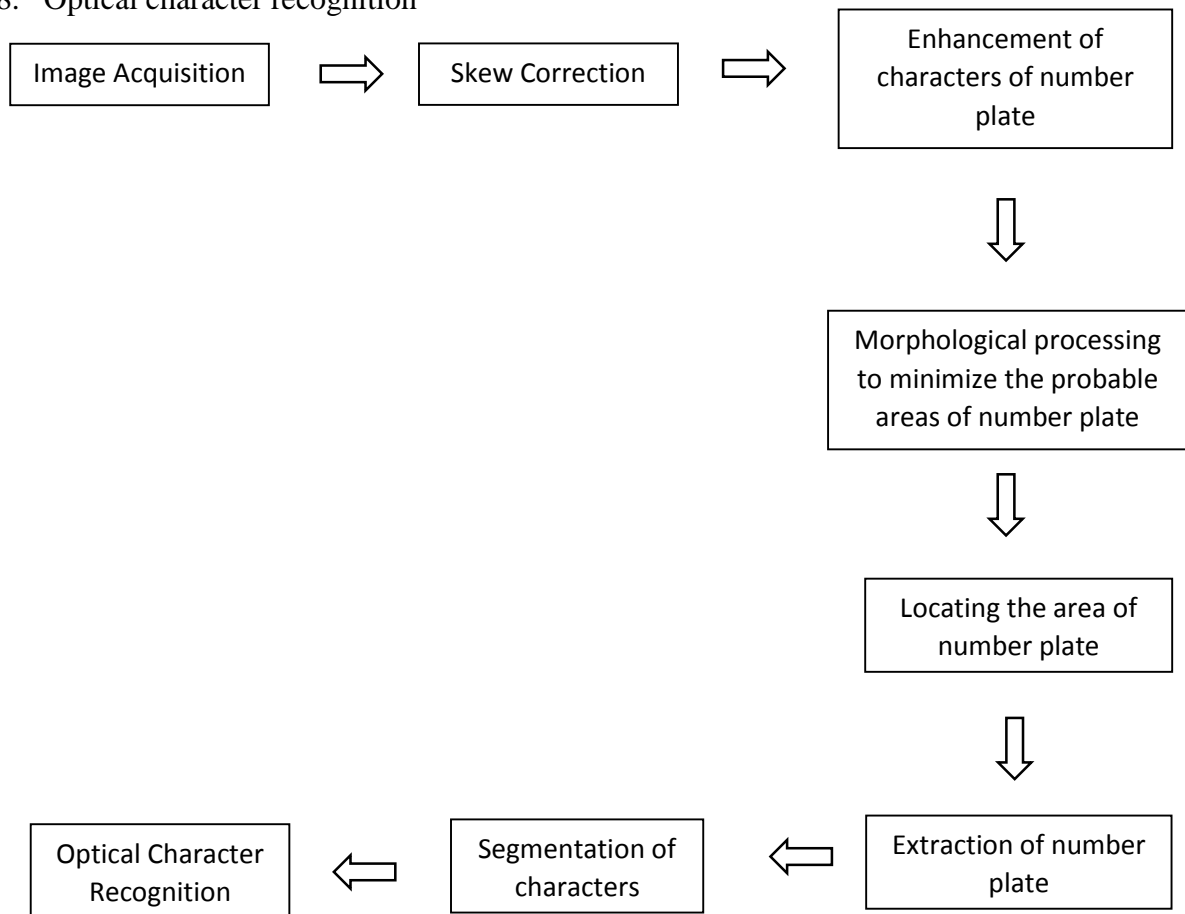 8. Optical character recognition
Image Acquisition
Skew Correction
Enhancement of
characters of number
plate
Morphological processing
to minimize the probable
areas of number plate
Locating the area of
number plate
Extraction of number
plate
Segmentation of
characters
Optical Character
Recognition